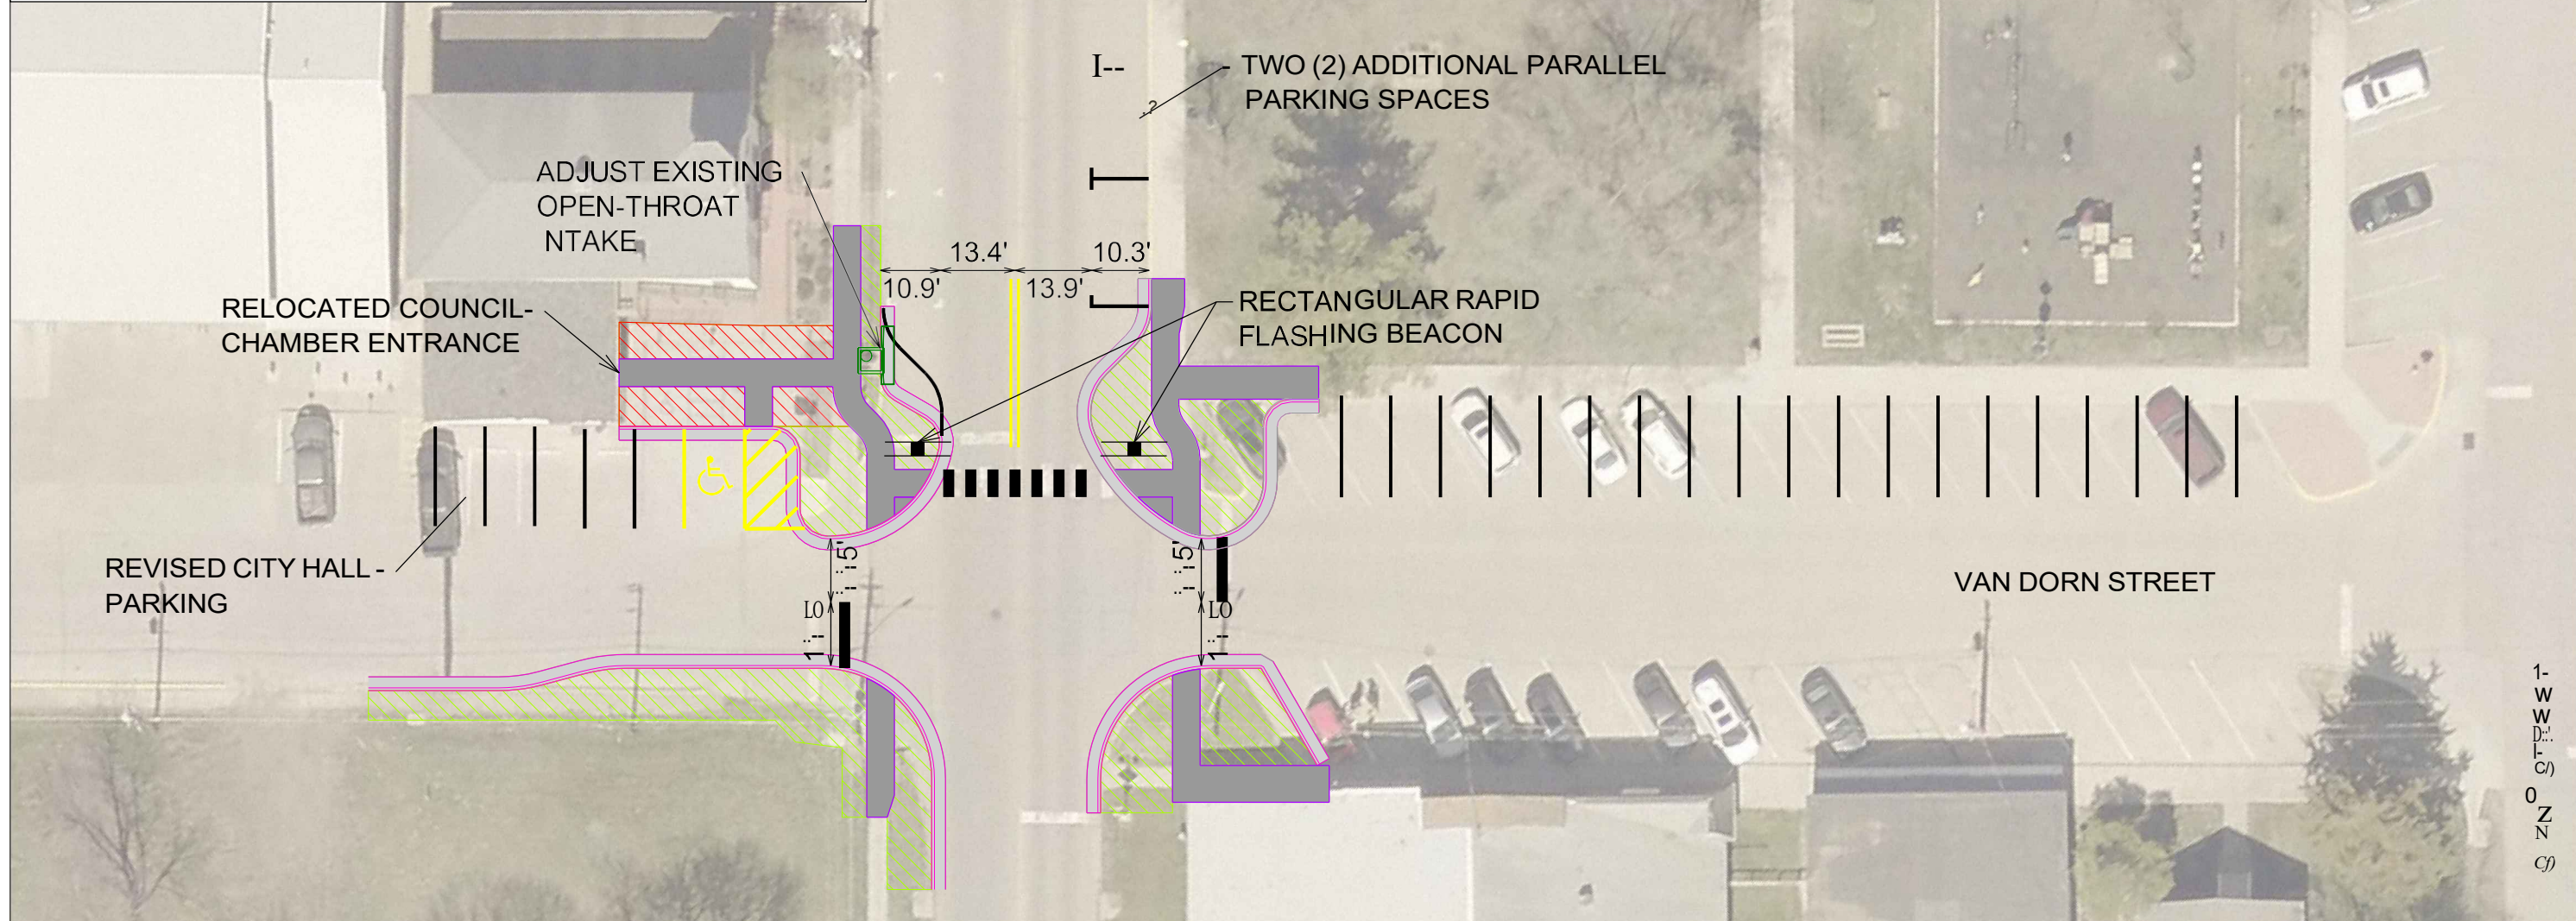 TWO (2) ADDITIONAL PARALLEL
PARKING SPACES
ADJUST EXISTING
OPEN-THROAT
NTAKE
13.4'
10.3'
10.9'
13.9'
RELOCATED COUNCIL-
CHAMBER ENTRANCE
RECTANGULAR RAPID
FLASHING BEACON
REVISED CITY HALL -
PARKING
VAN DORN STREET